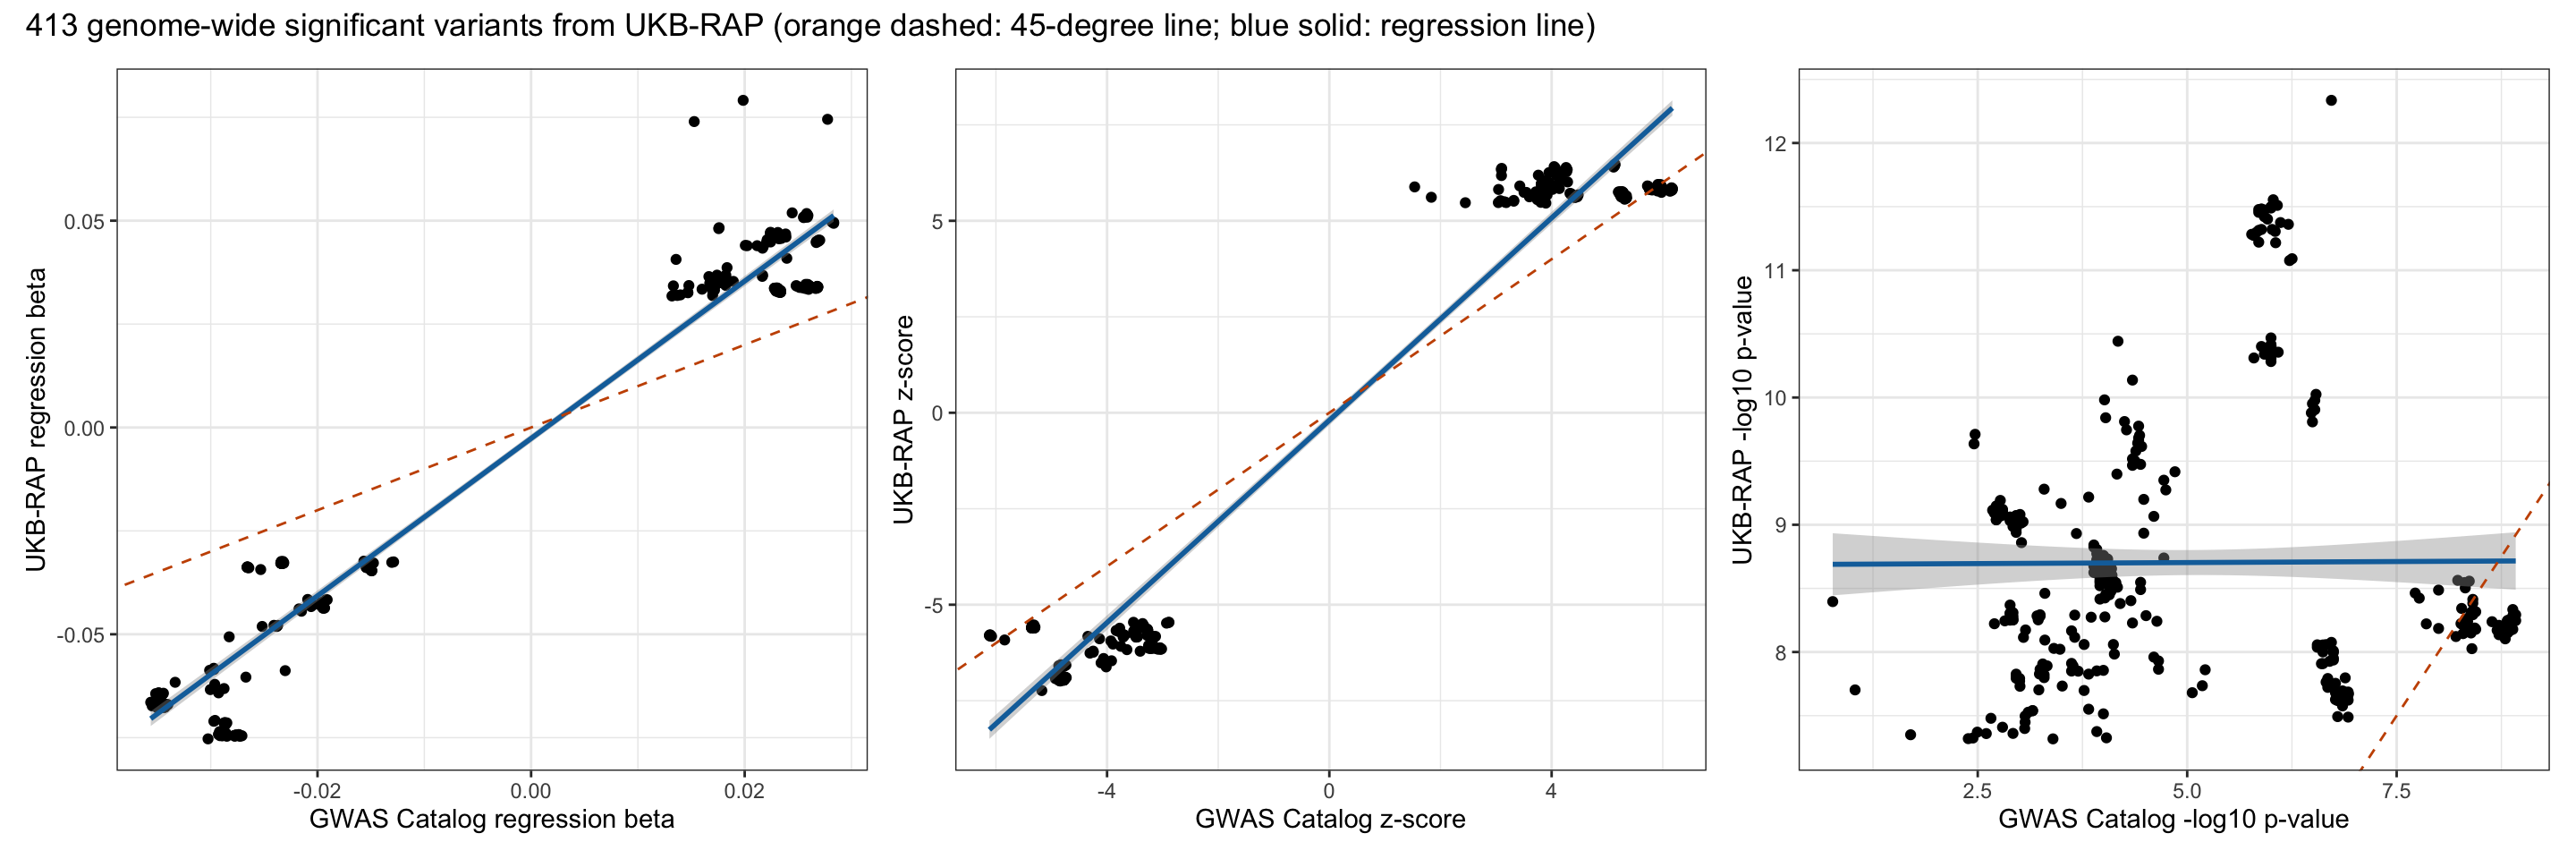 413 genome-wide significant variants from UKB-RAP (orange dashed: 45-degree line; blue solid: regression line)
UKB-RAP regression beta
0.05
0.00
-0.05
-0.02
0.00
0.02
GWAS Catalog regression beta
UKB-RAP z-score
5
0
-5
-4
0
4
GWAS Catalog z-score
UKB-RAP -log10 p-value
12
11
10
9
8
2.5
5.0
7.5
GWAS Catalog -log10 p-value